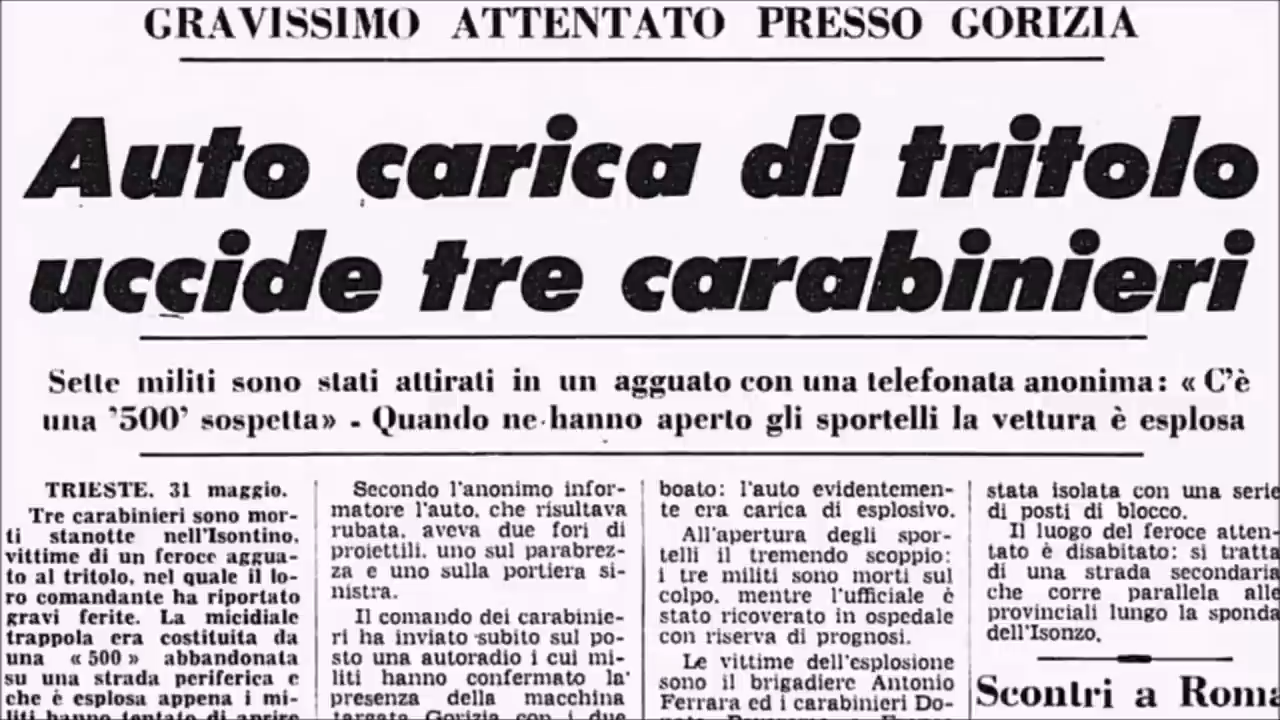 GRAVISSIMO ATTENTATO PRESSO GORIZIA
Auto carica di tritolo
uccide tre carabinieri
Sette militi sono stati attirati in un agguato con una telefonata anonima: « C'è
una '500' sospetta» - Quando ne hanno aperto gli sportelli la vettura è esplosa
TRIESTE, 31 maggio.
Tre carabinieri sono mor-
ti stanotte nell'Isontino,
vittime di un feroce aggua-
to al tritolo, nel quale il lo-
ro comandante ha riportato
gravi ferite. La micidiale
trappola era costituita da
una « 500 » abbandonata
su una strada periferica e
che è esplosa appena i mi-
liti hanno tentato di aprire
Secondo l'anonimo infor-
matore l'auto, che risultava
rubata, aveva due fori di
proiettili, uno sul parabrez-
za e uno sulla portiera si-
nistra.
Il comando dei carabinie-
ri ha inviato subito sul po-
sto una autoradio i cui mi-
liti hanno confermato la
presenza della macchina
targata Gorizia con i due
boato: l'auto evidentemen-
te era carica di esplosivo.
All'apertura degli spor-
telli il tremendo scoppio:
i tre militi sono morti sul
colpo, mentre l'ufficiale è
stato ricoverato in ospedale
con riserva di prognosi.
Le vittime dell'esplosione
sono il brigadiere Antonio
Ferrara ed i carabinieri Do-
stata isolata con una serie
di posti di blocco.
Il luogo del feroce atten-
tato è disabitato: si tratta
di una strada secondaria
che corre parallela alle
provinciali lungo la sponda
dell'Isonzo.
Scontri a Roma